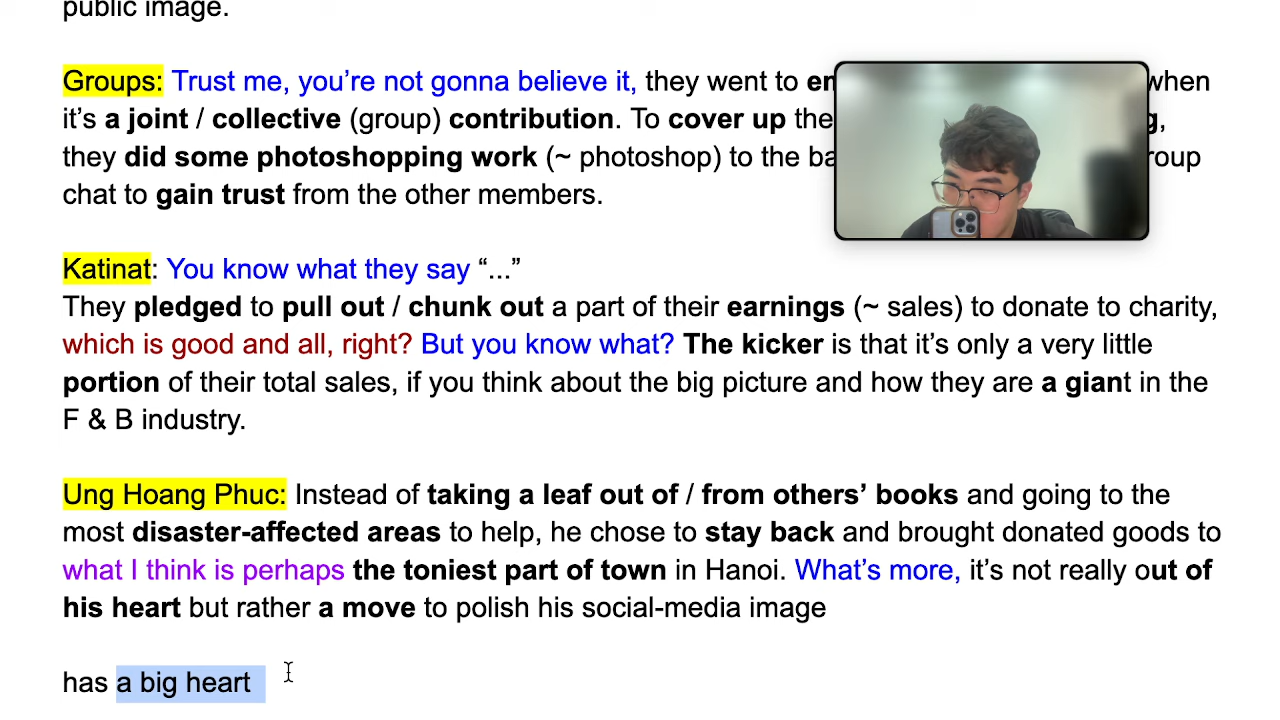 public image.
Groups: Trust me, you’re not gonna believe it, they went to when
it’s a joint / collective (group) contribution. To cover up the
they did some photoshopping work (~ photoshop) to the
chat to gain trust from the other members.
Katinat: You know what they say “...”
They pledged to pull out / chunk out a part of their earnings (~ sales) to donate to charity,
which is good and all, right? But you know what? The kicker is that it’s only a very little
portion of their total sales, if you think about the big picture and how they are a giant in the
F & B industry.
Ung Hoang Phuc: Instead of taking a leaf out of / from others’ books and going to the
most disaster-affected areas to help, he chose to stay back and brought donated goods to
what I think is perhaps the toniest part of town in Hanoi. What’s more, it’s not really out of
his heart but rather a move to polish his social-media image
has a big heart